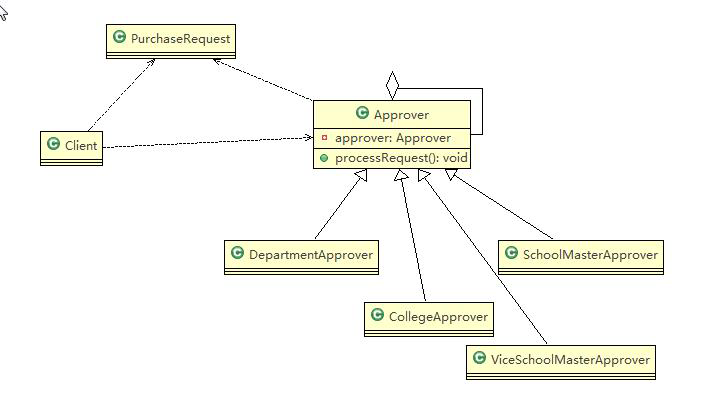 PurchaseRequest
Approver
approver: Approver
processRequest(): void
Client
DepartmentApprover
SchoolMasterApprover
CollegeApprover
ViceSchoolMasterApprover